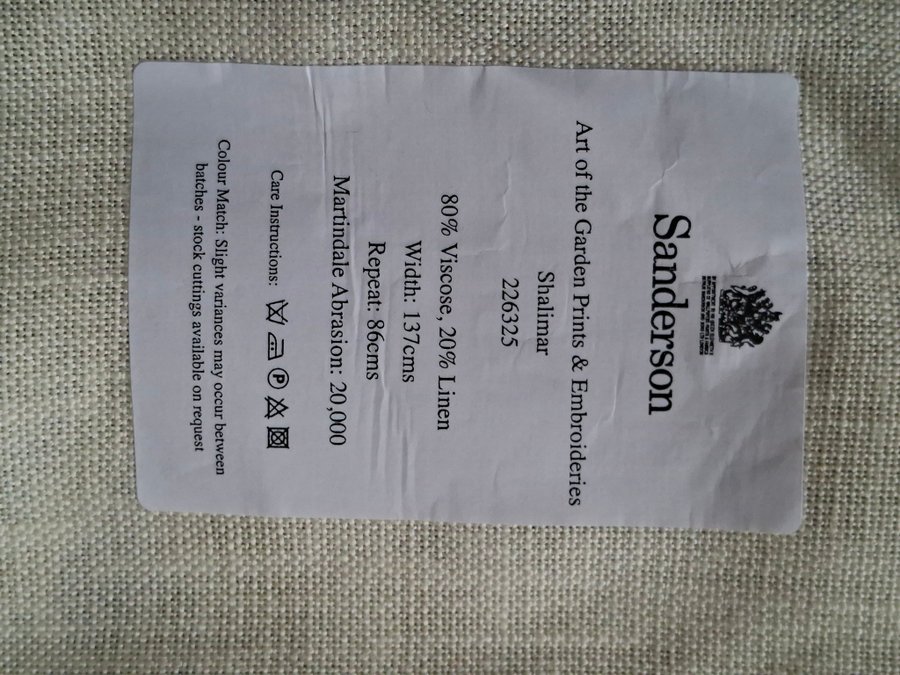 Sanderson
Art of the Garden Prints & Embroideries
Shalimar
226325
80% Viscose, 20% Linen
Width: 137cms
Repeat: 86cms
Martindale Abrasion: 20,000
Care Instructions: P
Colour Match: Slight variances may occur between
batches - stock cuttings available on request